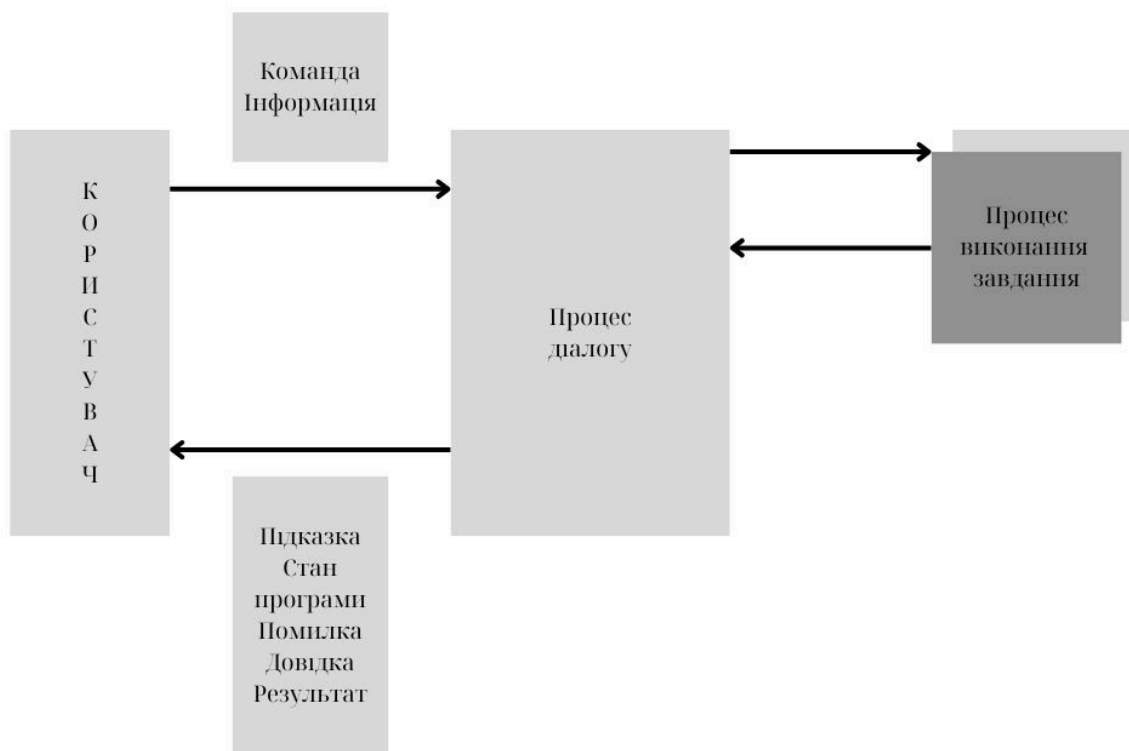 Команда
Інформація
К
О
Р
И
С
Т
У
В
А
Ч
Процес
діалогу
Процес
виконання
завдання
Підказка
Стан
програми
Помилка
Довідка
Результат